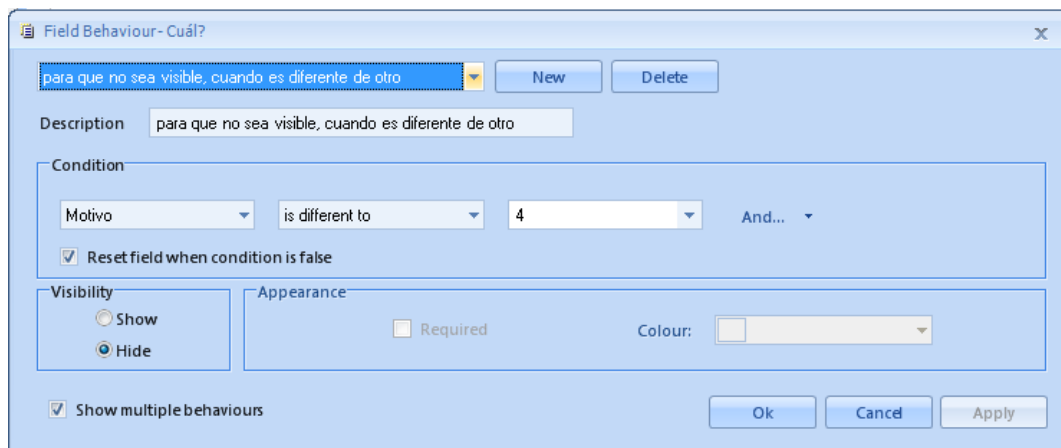 Field Behaviour- Cuál?
para que no sea visible, cuando es diferente de otro
New
Delete
Description
para que no sea visible, cuando es diferente de otro
Condition
Motivo
is different to
4
And...
Reset field when condition is false
Visibility
Show
Hide
Appearance
Required
Colour:
Show multiple behaviours
Ok
Cancel
Apply